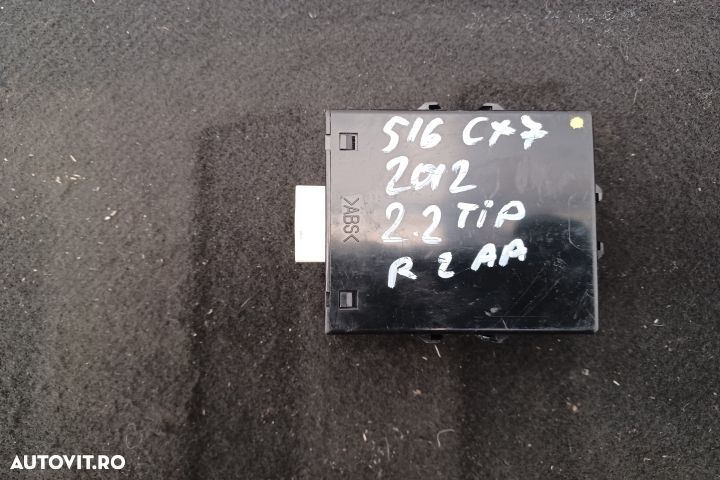 516 CX7
2012
2.2 TiP
R2AA
>ABS<
AUTOVIT.RO